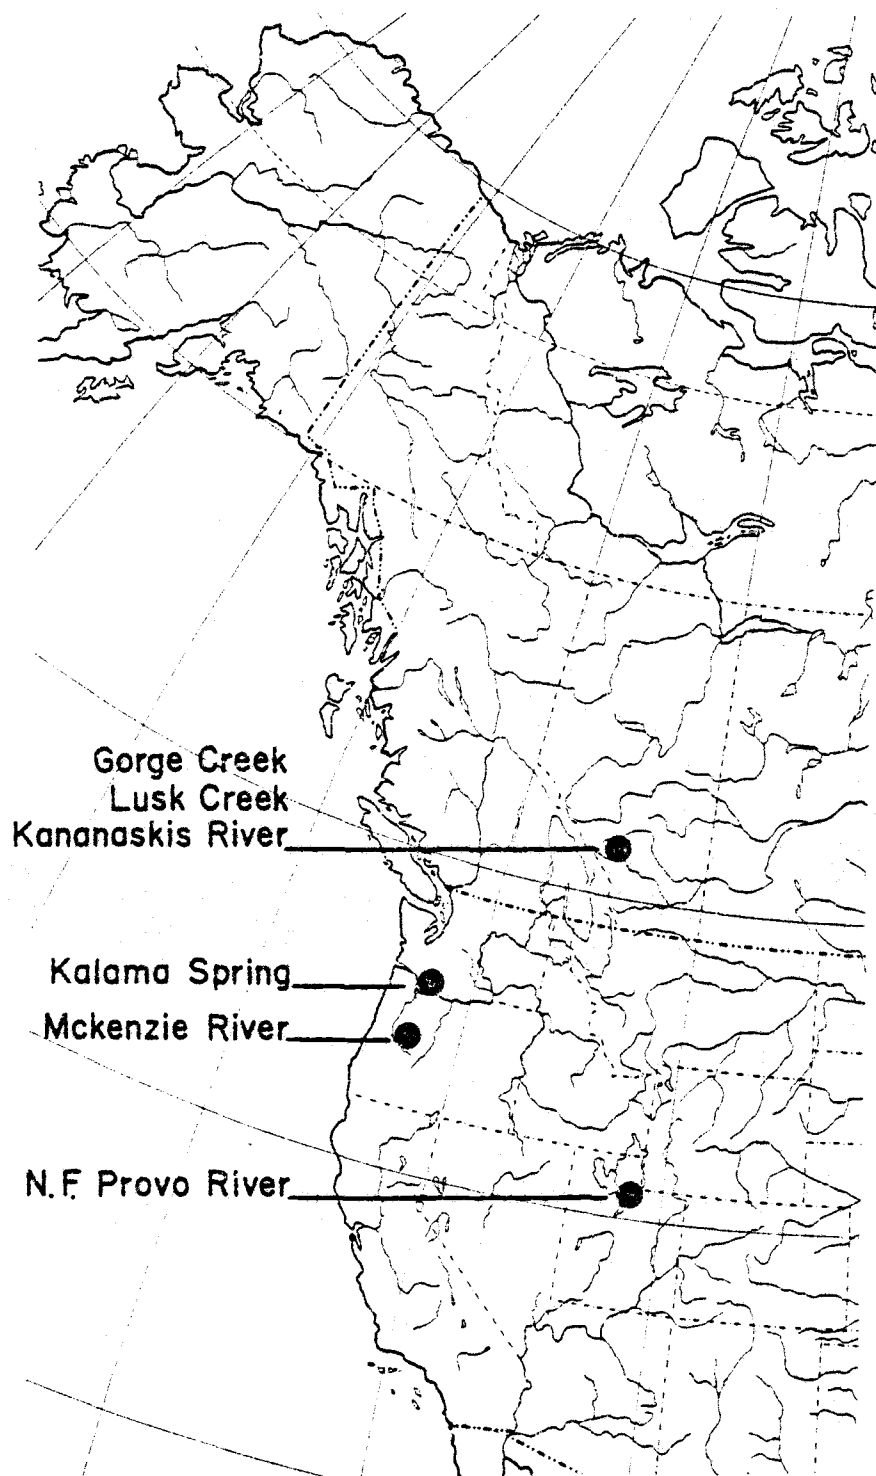 Gorge Creek
Lusk Creek
Kananaskis River
Kalama Spring
Mckenzie River
N.F. Provo River